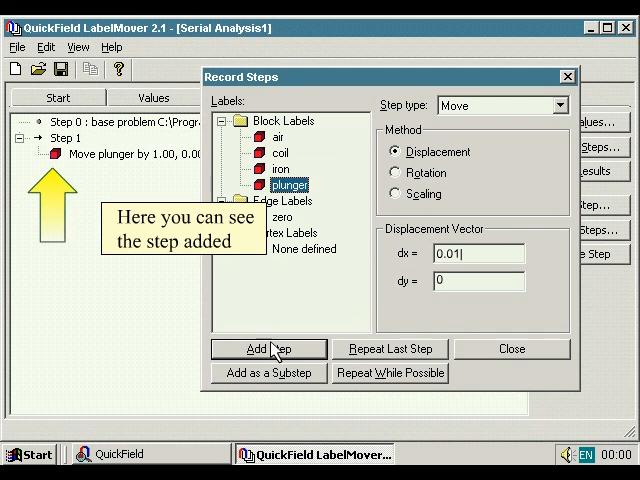 QuickField LabelMover 2.1 - [Serial Analysis1]
File Edit View Help
Start Values
Step 0 : base problem C:\Progr
Step 1
Move plunger by 1.00, 0.00
Record Steps
Labels:
Block Labels
air
coil
iron
plunger
Edge Labels
zero
Vertex Labels
None defined
Step type: Move
Method
Displacement
Rotation
Scaling
Displacement Vector
dx = 0.01
dy = 0
Add Step Repeat Last Step Close
Add as a Substep Repeat While Possible
alues...
Steps...
esults
ep...
teps...
e Step
Here you can see
the step added
Start QuickField QuickField LabelMover... EN 00:00